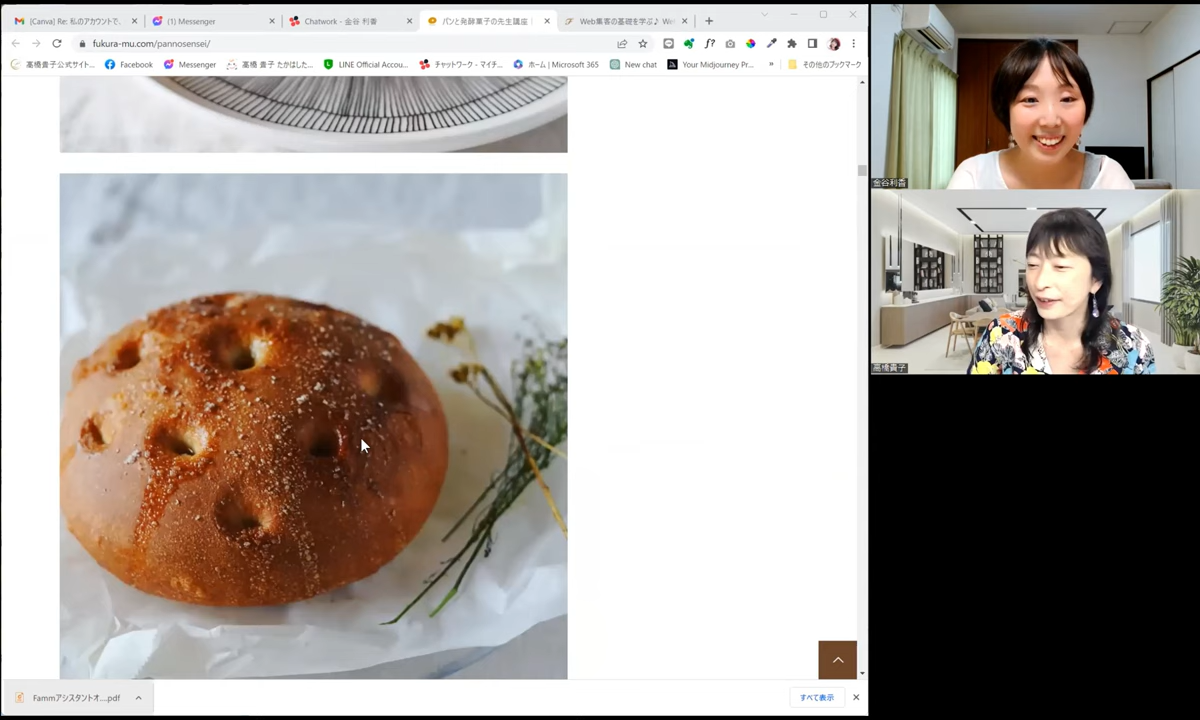 [Canva] Re: 私のアカウントで、
(1) Messenger
Chatwork - 金谷 利香
パンと発酵菓子の先生講座 |
Web集客の基礎を学ぶ♪ We
fukura-mu.com/pannosensei/
f?
高橋貴子公式サイト...
Facebook
Messenger
高橋 貴子 たかはした...
LINE Official Accou...
チャットワーク - マイチ...
ホーム | Microsoft 365
New chat
Your Midjourney Pr...
»
その他のブックマーク
金谷利香
高橋貴子
Fammアシスタントオ....pdf
すべて表示